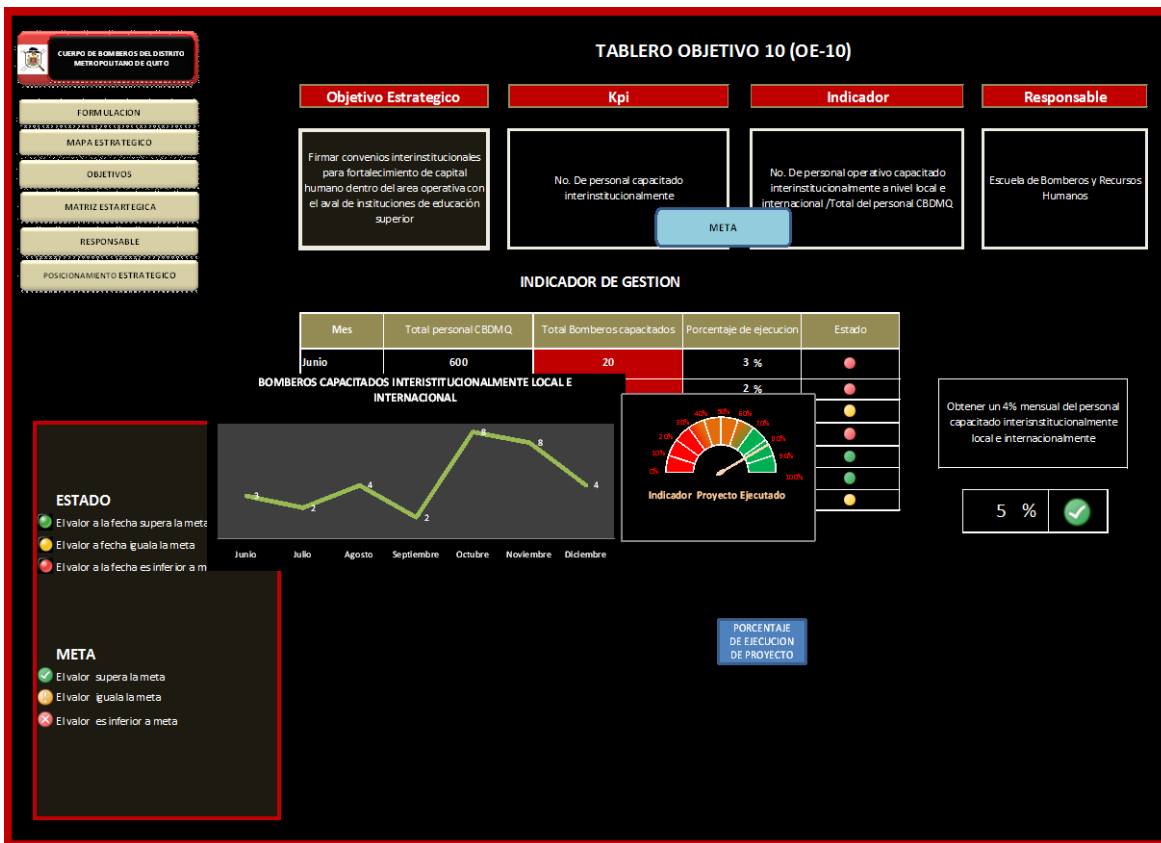 CUERPO DE BOMBEROS DEL DISTRITO
METROPOLITANO DE QUITO
TABLERO OBJETIVO 10 (OE-10)
FORMULACION
MAPA ESTRATEGICO
OBJETIVOS
MATRIZ ESTARTEGICA
RESPONSABLE
POSICIONAMIENTO ESTRATEGICO
Objetivo Estrategico
Kpi
Indicador
Responsable
Firmar convenios interinstitucionales
para fortalecimiento de capital
humano dentro del area operativa con
el aval de instituciones de educación
superior
No. De personal capacitado
interinstitucionalmente
No. De personal operativo capacitado
interinstitucionalmente a nivel local e
internacional /Total del personal CBDMQ
Escuela de Bomberos y Recursos
Humanos
META
INDICADOR DE GESTION
Mes Total personal CBDMQ Total Bomberos capacitados Porcentaje de ejecucion Estado
Junio 600 20 3 %
2 %
BOMBEROS CAPACITADOS INTERISTITUCIONALMENTE LOCAL E
INTERNACIONAL
3 2 4 2 8 8 4
Junio Julio Agosto Septiembre Octubre Noviembre Diciembre
0% 10% 20% 30% 40% 50% 60% 70% 80% 90% 100%
Indicador Proyecto Ejecutado
Obtener un 4% mensual del personal
capacitado interisnstitucionalmente
local e internacionalmente
5 %
ESTADO
El valor a la fecha supera la meta
El valor a fecha iguala la meta
El valor a la fecha es inferior a m
META
El valor supera la meta
El valor iguala la meta
El valor es inferior a meta
PORCENTAJE
DE EJECUCION
DE PROYECTO